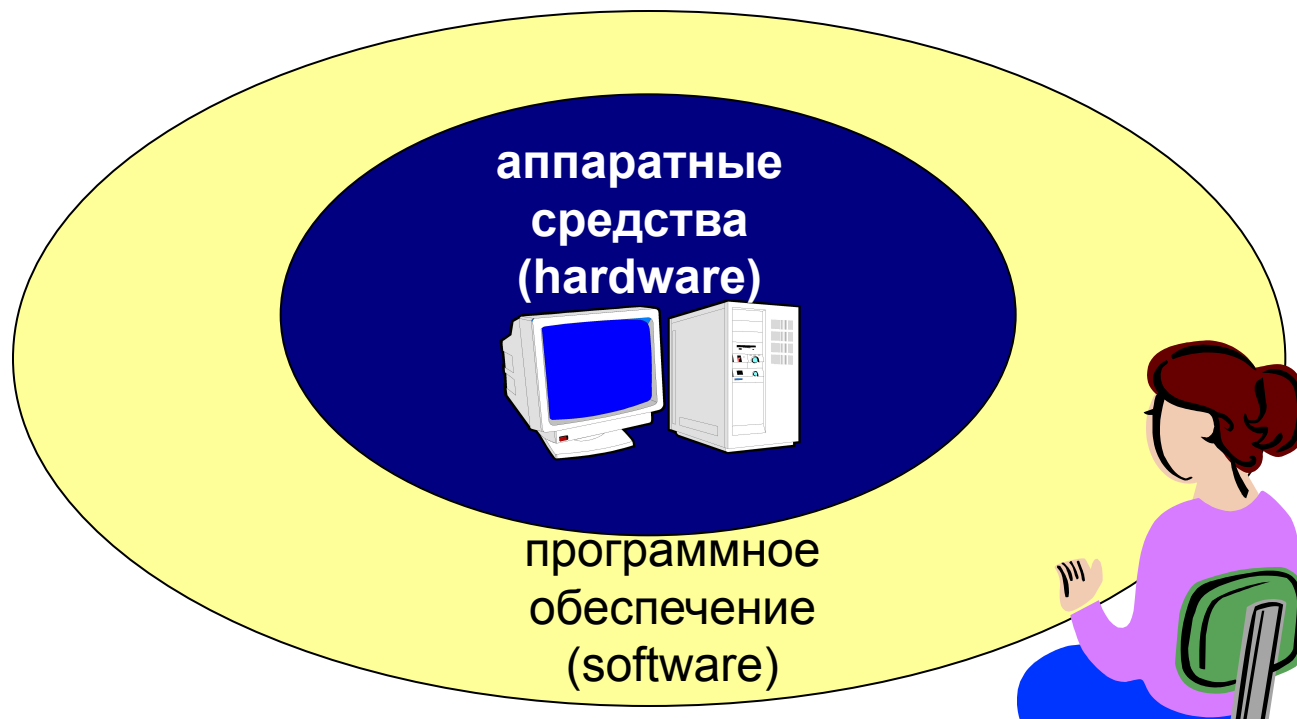 аппаратные
средства
(hardware)
программное
обеспечение
(software)